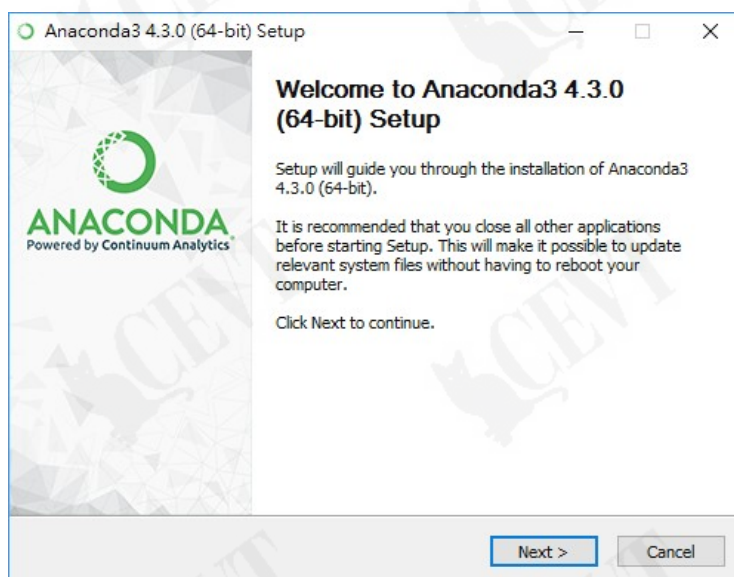 Anaconda3 4.3.0 (64-bit) Setup
Welcome to Anaconda3 4.3.0
(64-bit) Setup
Setup will guide you through the installation of Anaconda3
4.3.0 (64-bit).
It is recommended that you close all other applications
before starting Setup. This will make it possible to update
relevant system files without having to reboot your
computer.
Click Next to continue.
ANACONDA
Powered by Continuum Analytics
Next >
Cancel
CEVT
CEVT
CEVT